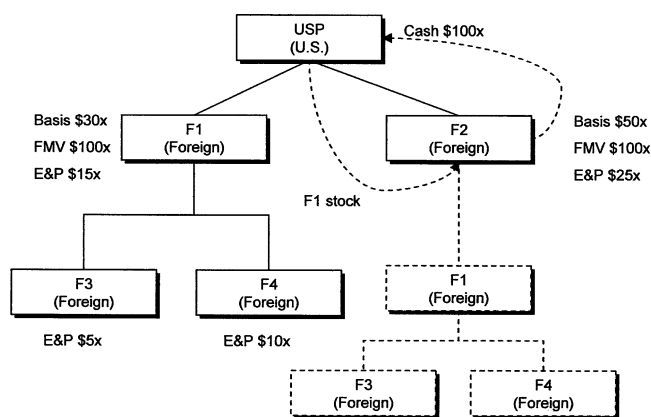 USP
(U.S.)
Cash $100x
Basis $30x
FMV $100x
E&P $15x
F1
(Foreign)
F2
(Foreign)
Basis $50x
FMV $100x
E&P $25x
F1 stock
F3
(Foreign)
F4
(Foreign)
E&P $5x
E&P $10x
F1
(Foreign)
F3
(Foreign)
F4
(Foreign)